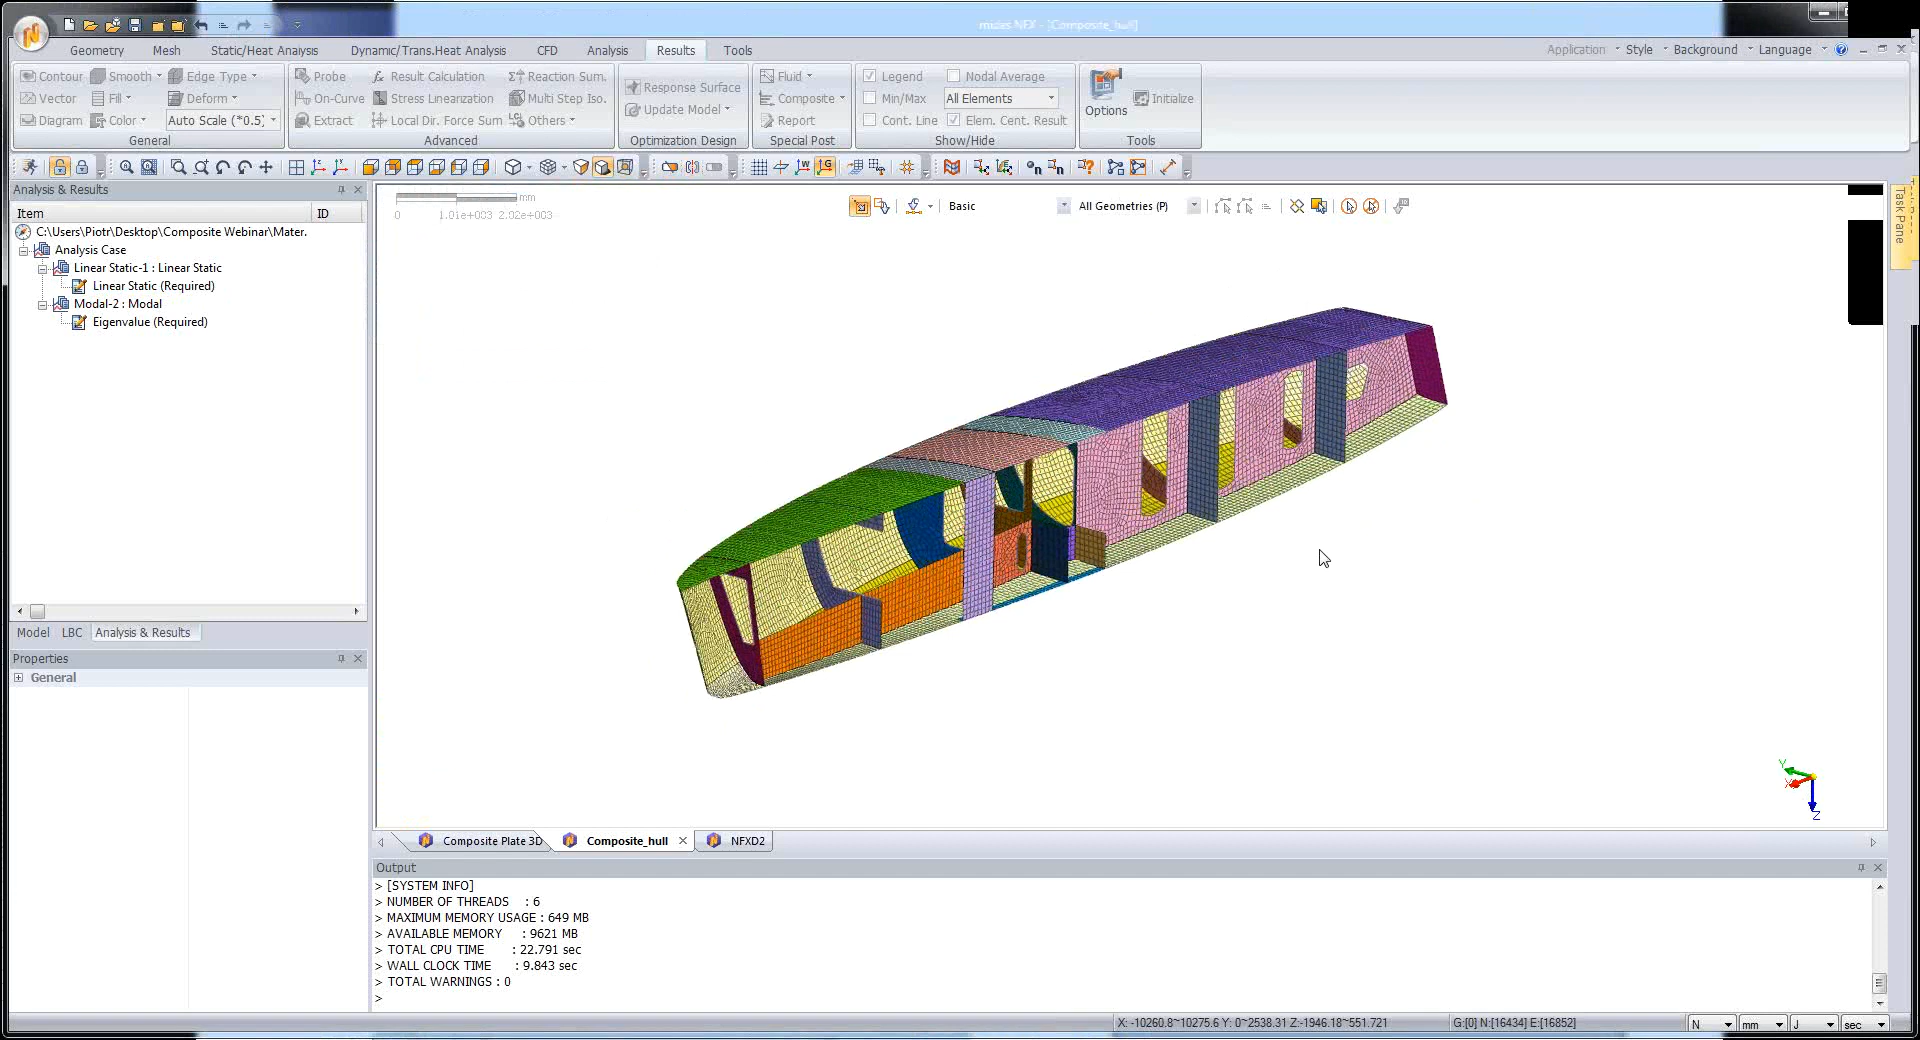 midas NFX - [Composite_hull]
Geometry Mesh Static/Heat Analysis Dynamic/Trans.Heat Analysis CFD Analysis Results Tools Application Style Background Language
Contour Smooth Edge Type Probe Result Calculation Reaction Sum. Response Surface Fluid Legend Nodal Average
Vector Fill Deform On-Curve Stress Linearization Multi Step Iso. Update Model Composite Min/Max All Elements Options Initialize
Diagram Color Auto Scale (*0.5) Extract Local Dir. Force Sum Others Report Cont. Line Elem. Cent. Result
General Advanced Optimization Design Special Post Show/Hide Tools
Analysis & Results
Item ID
C:\Users\Piotr\Desktop\Composite Webinar\Mater.
Analysis Case
Linear Static-1 : Linear Static
Linear Static (Required)
Modal-2 : Modal
Eigenvalue (Required)
Model LBC Analysis & Results
Properties
General
mm
0 1.01e+003 2.02e+003
Basic All Geometries (P)
Task Pane
Y
X
Z
Composite Plate 3D Composite_hull NFXD2
Output
> [SYSTEM INFO]
> NUMBER OF THREADS : 6
> MAXIMUM MEMORY USAGE : 649 MB
> AVAILABLE MEMORY : 9621 MB
> TOTAL CPU TIME : 22.791 sec
> WALL CLOCK TIME : 9.843 sec
> TOTAL WARNINGS : 0
>
X: -10260.8~10275.6 Y: 0~2538.31 Z:-1946.18~551.721 G:[0] N:[16434] E:[16852] N mm J sec